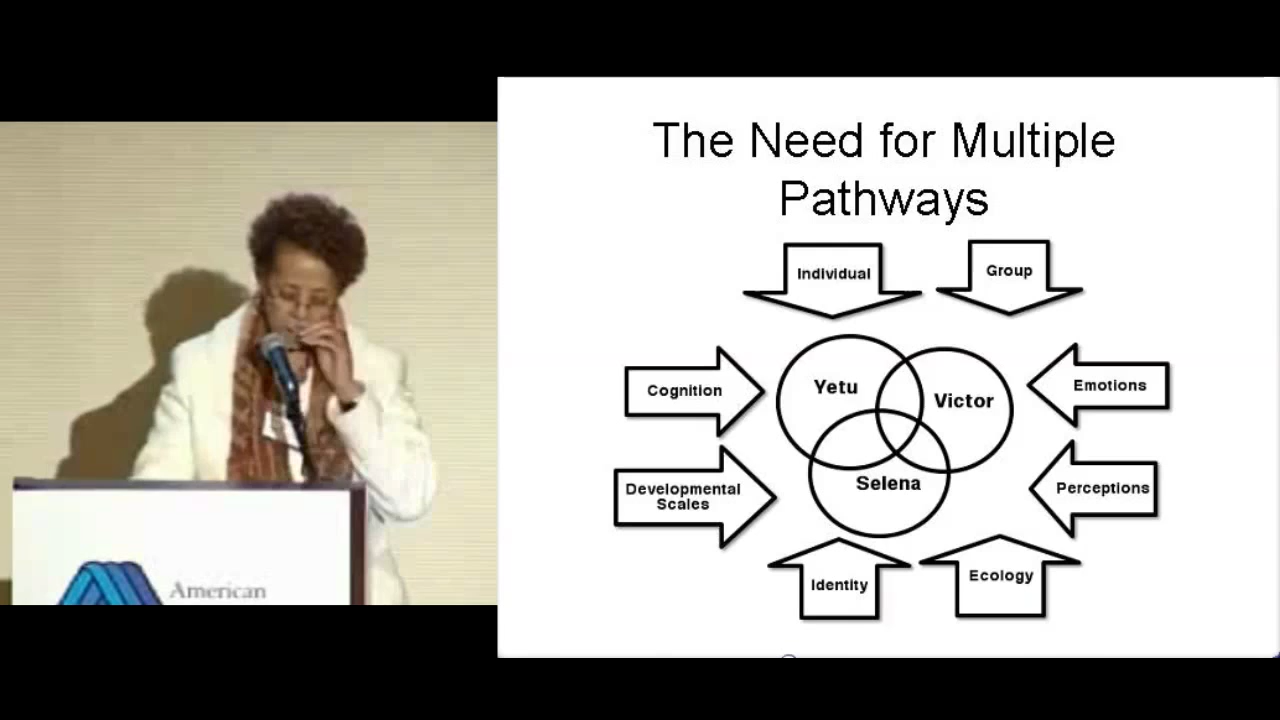 The Need for Multiple
Pathways
Individual
Group
Cognition
Yetu
Victor
Emotions
Developmental
Scales
Selena
Perceptions
Identity
Ecology
American